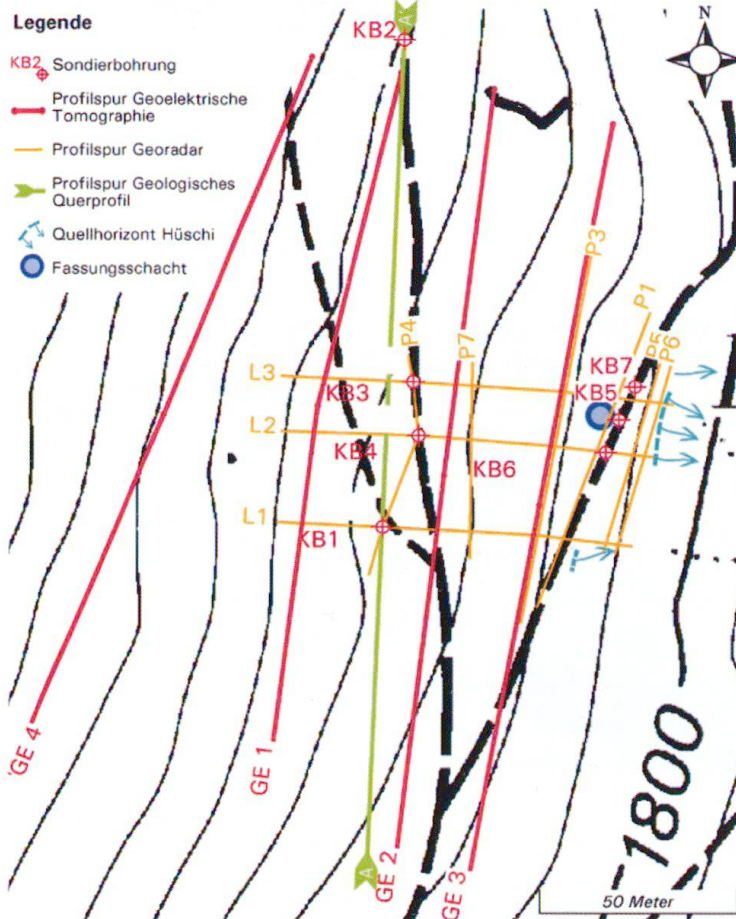 Legende
KB2 Sondierbohrung
Profilspur Geoelektrische
Tomographie
Profilspur Georadar
Profilspur Geologisches
Querprofil
Quellhorizont Hüschi
Fassungsschacht
A'
N
KB2
P3
P1
P4
P7
P5
P6
KB7
L3
KB3
KB5
L2
KB4
KB6
L1
KB1
GE 4
GE 1
1800
A
GE 2
GE 3
50 Meter